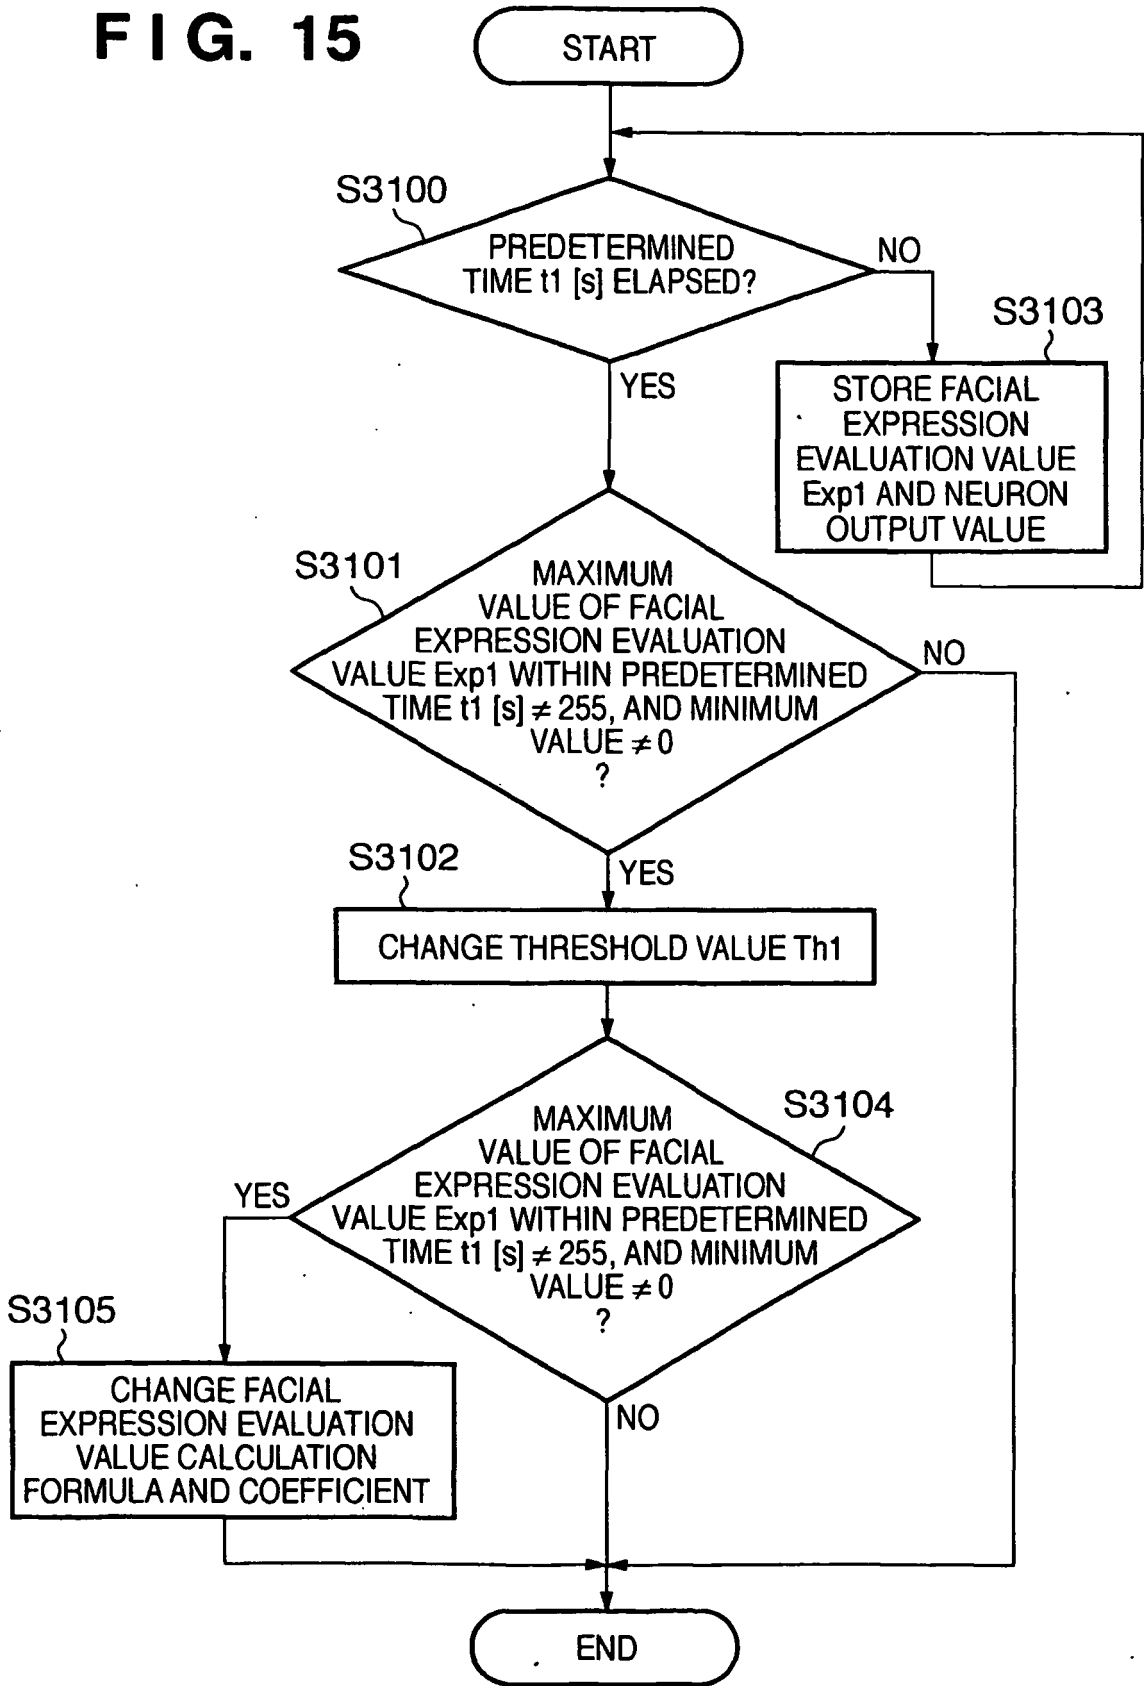 FIG. 15
START
S3100
PREDETERMINED
TIME t1 [s] ELAPSED?
NO
YES
S3103
STORE FACIAL
EXPRESSION
EVALUATION VALUE
Exp1 AND NEURON
OUTPUT VALUE
S3101
MAXIMUM
VALUE OF FACIAL
EXPRESSION EVALUATION
VALUE Exp1 WITHIN PREDETERMINED
TIME t1 [s] ≠ 255, AND MINIMUM
VALUE ≠ 0
?
NO
YES
S3102
CHANGE THRESHOLD VALUE Th1
S3104
MAXIMUM
VALUE OF FACIAL
EXPRESSION EVALUATION
VALUE Exp1 WITHIN PREDETERMINED
TIME t1 [s] ≠ 255, AND MINIMUM
VALUE ≠ 0
?
YES
NO
S3105
CHANGE FACIAL
EXPRESSION EVALUATION
VALUE CALCULATION
FORMULA AND COEFFICIENT
END